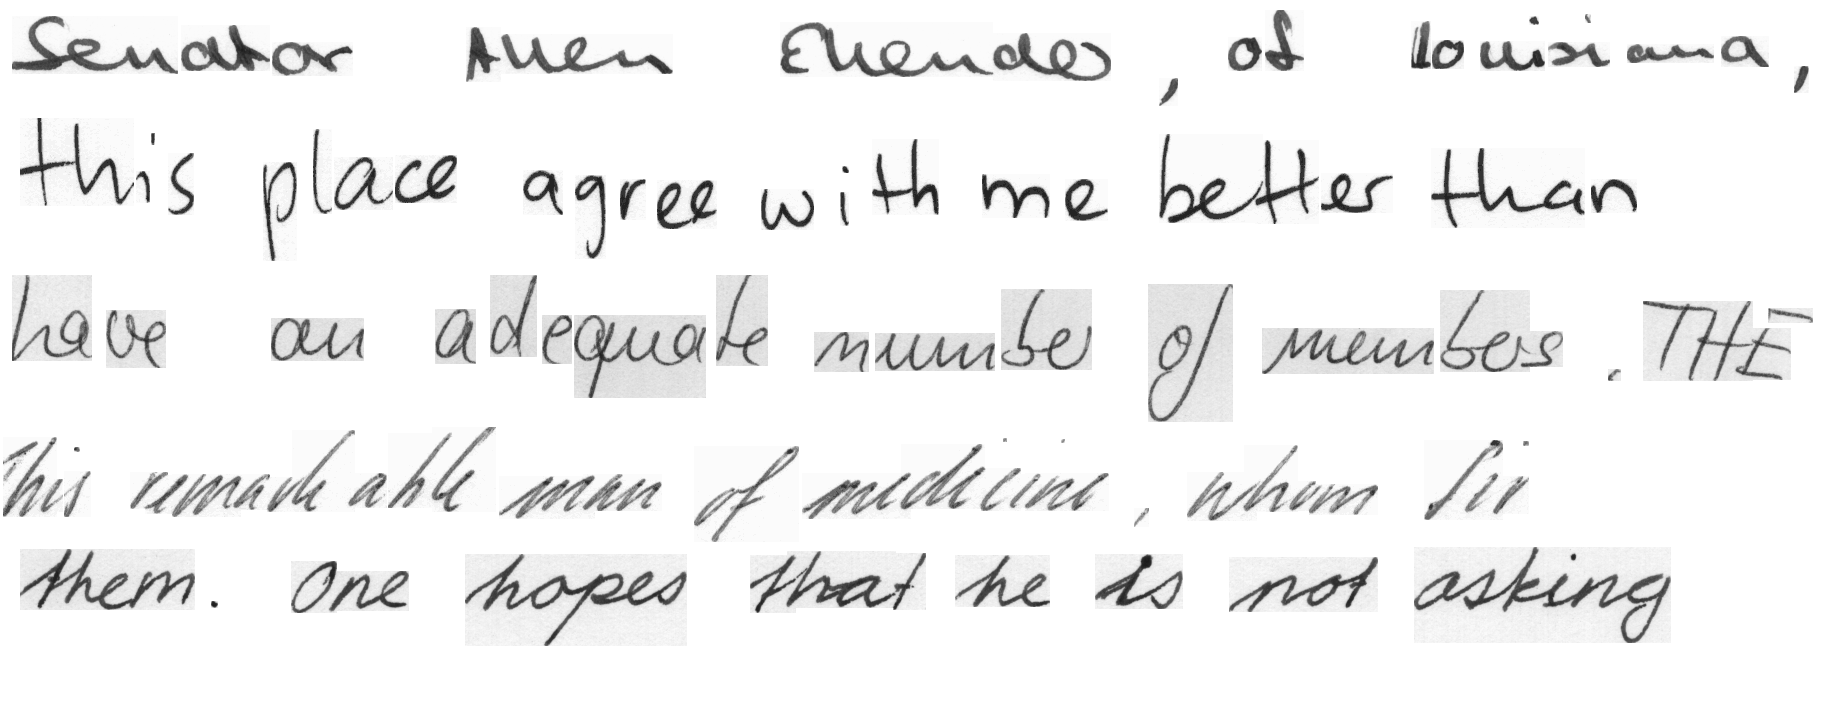 Senator Allen Ellender, of Louisiana,
this place agree with me better than
have an adequate number of members. THE
This remarkable man of medicine, whom Sir
them. One hopes that he is not asking